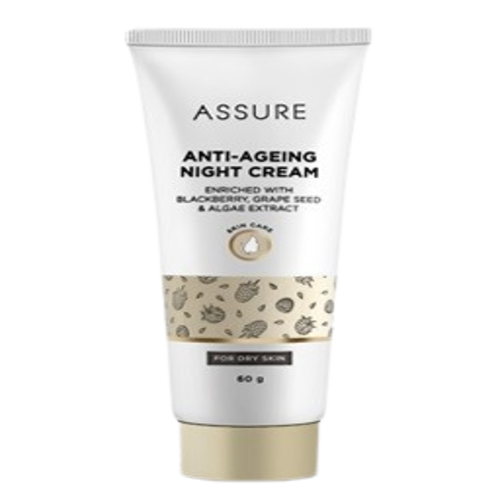 ASSURE
ANTI-AGEING
NIGHT CREAM
ENRICHED WITH
BLACKBERRY, GRAPE SEED
& ALGAE EXTRACT
SKIN CARE
FOR DRY SKIN
60 g